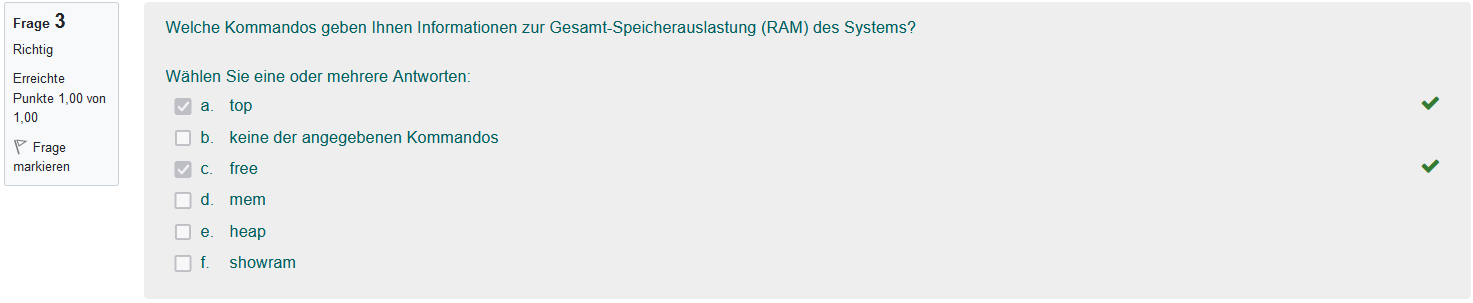 Frage 3
Richtig
Erreichte
Punkte 1,00 von
1,00
Frage
markieren
Welche Kommandos geben Ihnen Informationen zur Gesamt-Speicherauslastung (RAM) des Systems?
Wählen Sie eine oder mehrere Antworten:
a. top
b. keine der angegebenen Kommandos
c. free
d. mem
e. heap
f. showram